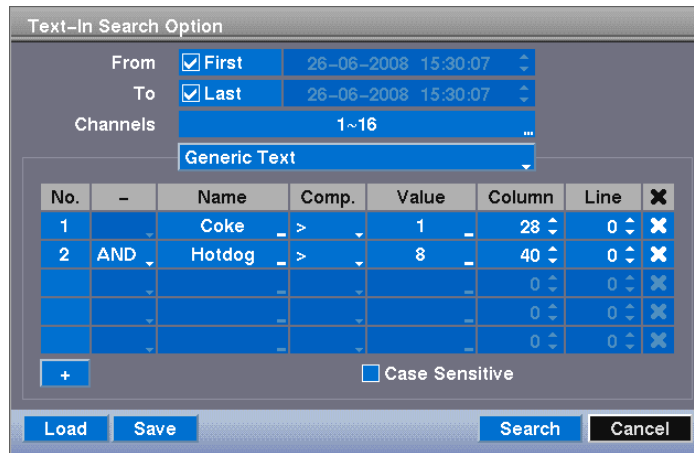 Text-In Search Option
From First 26-06-2008 15:30:07
To Last 26-06-2008 15:30:07
Channels 1~16 ...
Generic Text
No. – Name Comp. Value Column Line ✖
1 Coke > 1 28 0 ✖
2 AND Hotdog > 8 40 0 ✖
0 0 ✖
0 0 ✖
0 0 ✖
+ Case Sensitive
Load Save Search Cancel